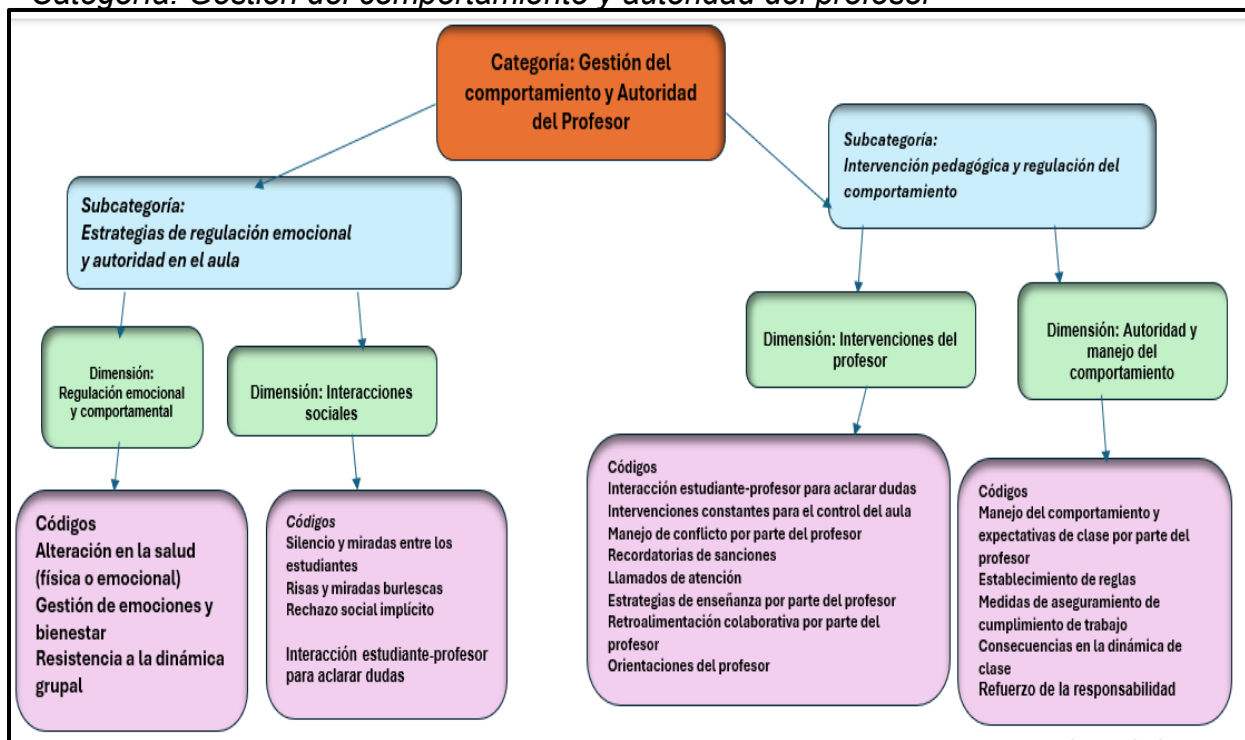 Categoría: Gestión del comportamiento y autoridad del profesor
Categoría: Gestión del
comportamiento y Autoridad
del Profesor
Subcategoría:
Estrategias de regulación emocional
y autoridad en el aula
Subcategoría:
Intervención pedagógica y regulación del
comportamiento
Dimensión:
Regulación emocional
y comportamental
Dimensión: Interacciones
sociales
Dimensión: Intervenciones del
profesor
Dimensión: Autoridad y
manejo del
comportamiento
Códigos
Alteración en la salud
(física o emocional)
Gestión de emociones y
bienestar
Resistencia a la dinámica
grupal
Códigos
Silencio y miradas entre los
estudiantes
Risas y miradas burlescas
Rechazo social implícito
Interacción estudiante-profesor
para aclarar dudas
Códigos
Interacción estudiante-profesor para aclarar dudas
Intervenciones constantes para el control del aula
Manejo de conflicto por parte del profesor
Recordatorias de sanciones
Llamados de atención
Estrategias de enseñanza por parte del profesor
Retroalimentación colaborativa por parte del
profesor
Orientaciones del profesor
Códigos
Manejo del comportamiento y
expectativas de clase por parte del
profesor
Establecimiento de reglas
Medidas de aseguramiento de
cumplimiento de trabajo
Consecuencias en la dinámica de
clase
Refuerzo de la responsabilidad